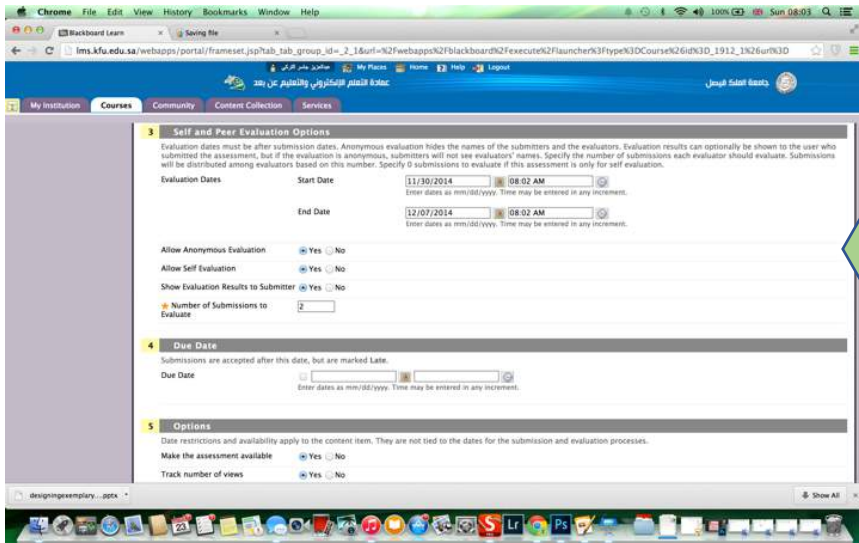 Chrome File Edit View History Bookmarks Window Help 100% Sun 08:03
Blackboard Learn × Saving file ×
lms.kfu.edu.sa/webapps/portal/frameset.jsp?tab_tab_group_id=_2_1&url=%2Fwebapps%2Fblackboard%2Fexecute%2Flauncher%3Ftype%3DCourse%26id%3D_1912_1%26url%3D
My Places Home Help Logout
عمادة التعلم الإلكتروني والتعليم عن بعد جامعة الملك فيصل
My Institution Courses Community Content Collection Services
3 Self and Peer Evaluation Options
Evaluation dates must be after submission dates. Anonymous evaluation hides the names of the submitters and the evaluators. Evaluation results can optionally be shown to the user who
submitted the assessment, but if the evaluation is anonymous, submitters will not see evaluators' names. Specify the number of submissions each evaluator should evaluate. Submissions
will be distributed among evaluators based on this number. Specify 0 submissions to evaluate if this assessment is only for self evaluation.
Evaluation Dates Start Date 11/30/2014 08:02 AM
Enter dates as mm/dd/yyyy. Time may be entered in any increment.
End Date 12/07/2014 08:02 AM
Enter dates as mm/dd/yyyy. Time may be entered in any increment.
Allow Anonymous Evaluation Yes No
Allow Self Evaluation Yes No
Show Evaluation Results to Submitter Yes No
Number of Submissions to 2
Evaluate
4 Due Date
Submissions are accepted after this date, but are marked Late.
Due Date
Enter dates as mm/dd/yyyy. Time may be entered in any increment.
5 Options
Date restrictions and availability apply to the content item. They are not tied to the dates for the submission and evaluation processes.
Make the assessment available Yes No
Track number of views Yes No
designingexemplary....pptx Show All
23 S Lr Ps